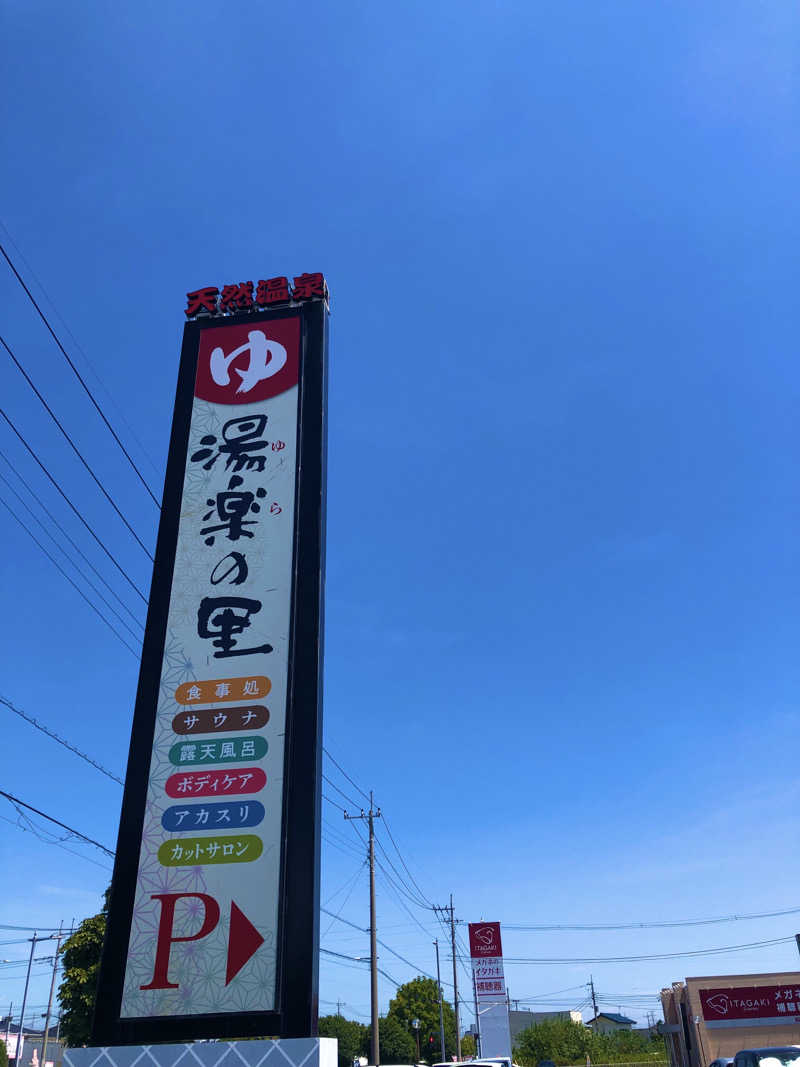 天然温泉
ゆ
湯楽の里
ゆら
食事処
サウナ
露天風呂
ボディケア
アカスリ
カットサロン
P
ITAGAKI
メガネの
イタガキ
補聴器
ITAGAKI
メガネ
補聴器